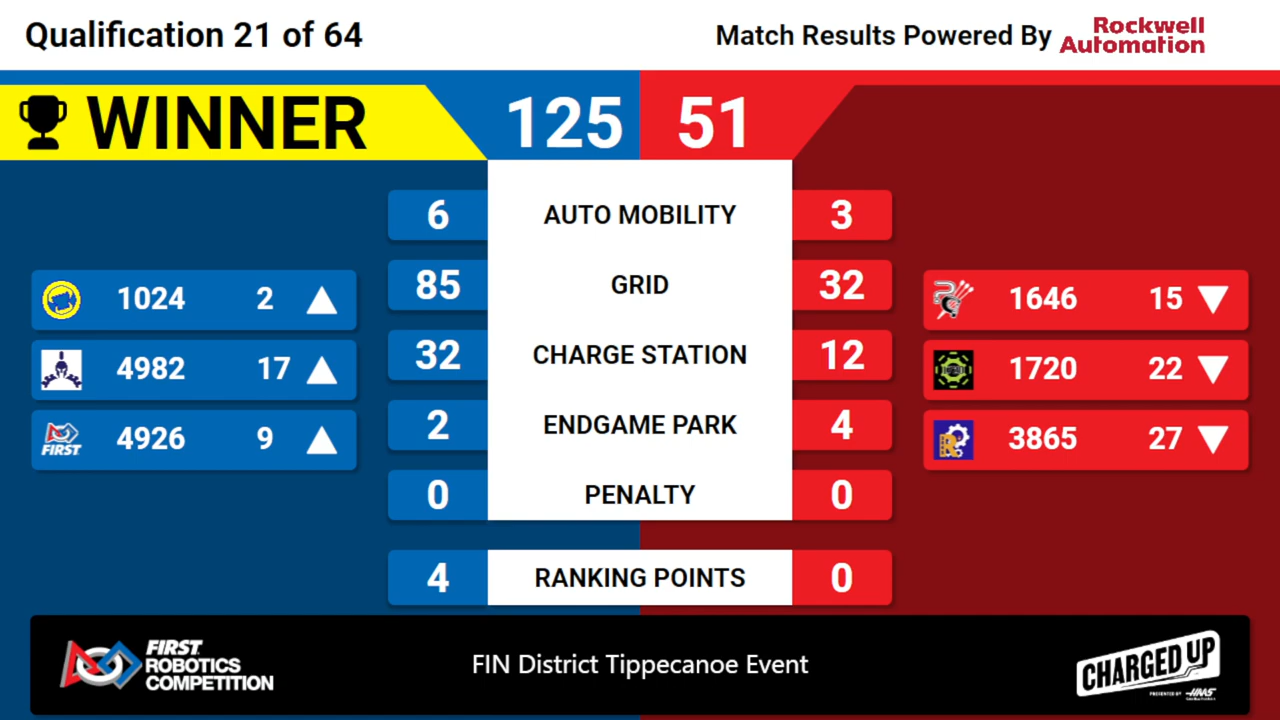 Qualification 21 of 64
Match Results Powered By Rockwell Automation
WINNER 125 51
6 AUTO MOBILITY 3
85 GRID 32
32 CHARGE STATION 12
2 ENDGAME PARK 4
0 PENALTY 0
4 RANKING POINTS 0
1024 2
4982 17
FIRST 4926 9
1646 15
1720 22
3865 27
FIRST
ROBOTICS
COMPETITION
FIN District Tippecanoe Event
CHARGED UP
PRESENTED BY HAAS